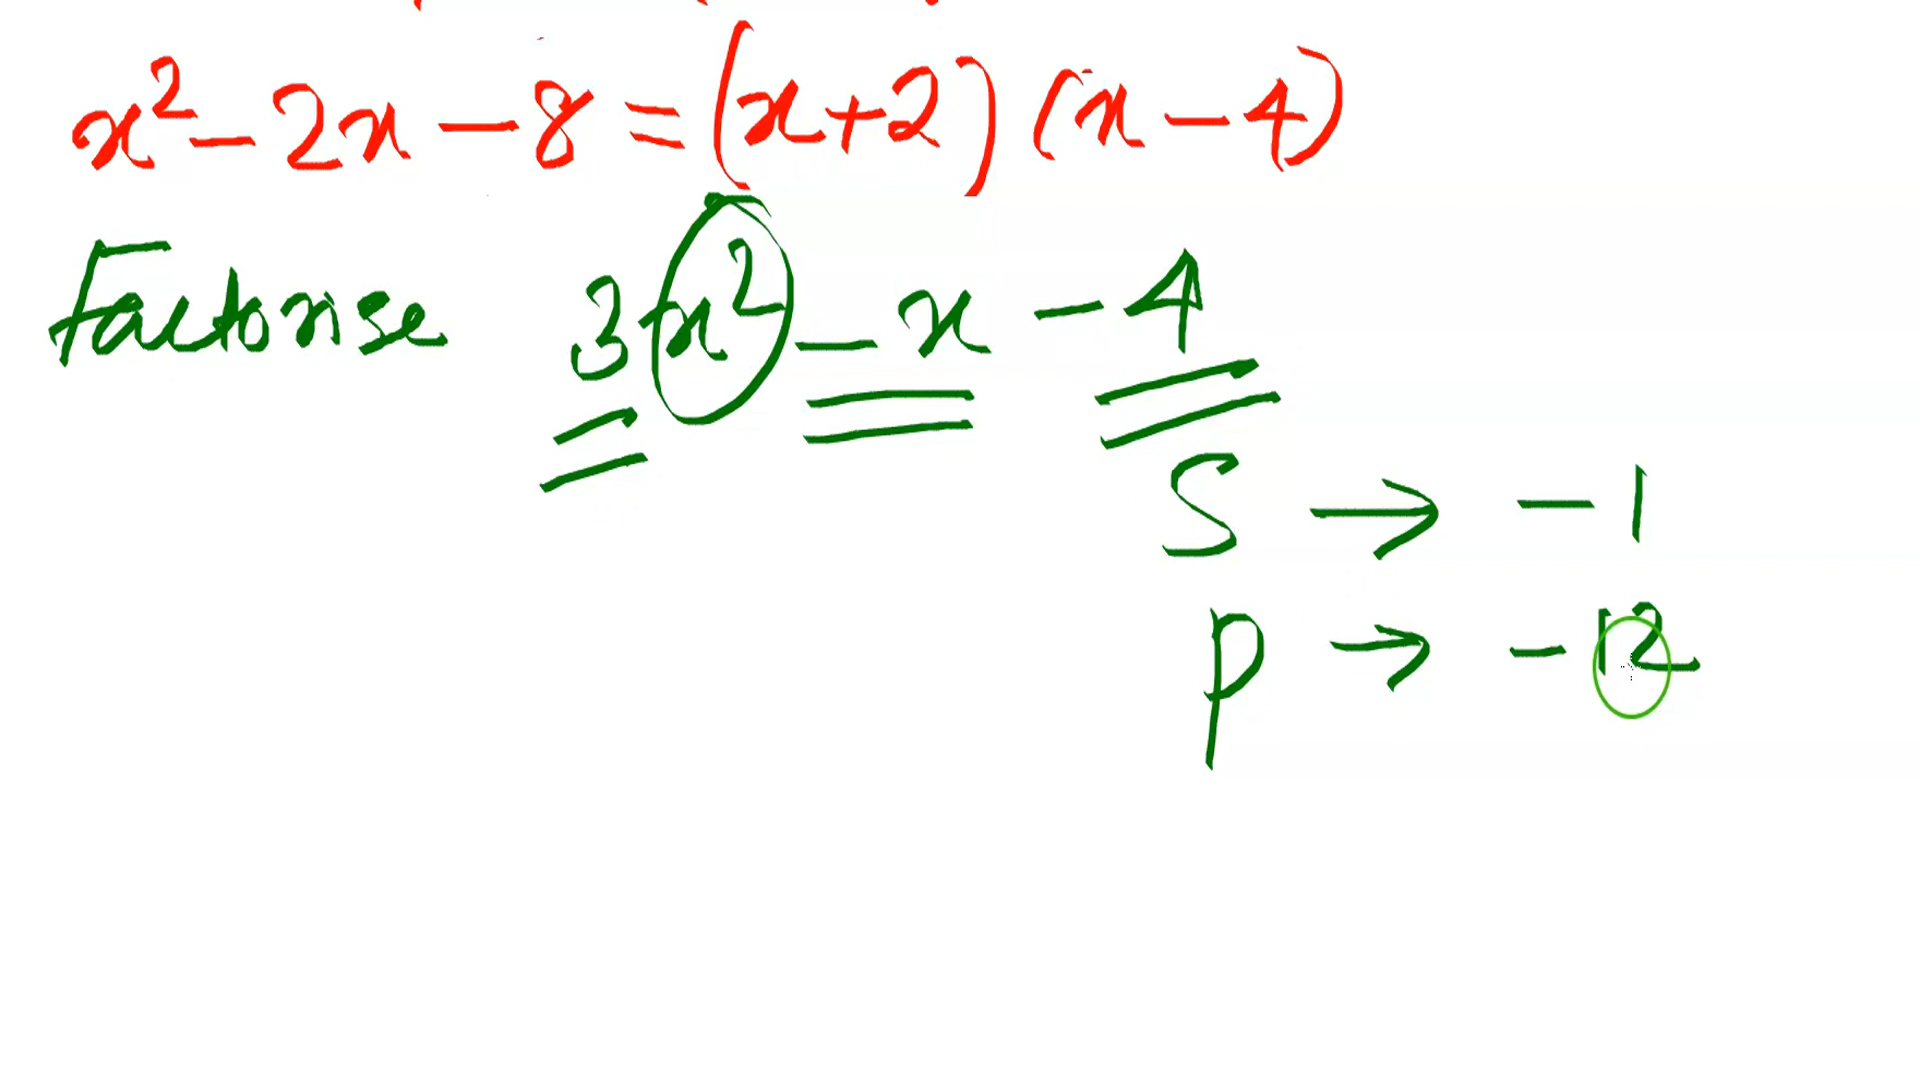 x² - 2x - 8 = (x+2) (x - 4)
Factorise 3x² - x - 4
S → - 1
P → - 12